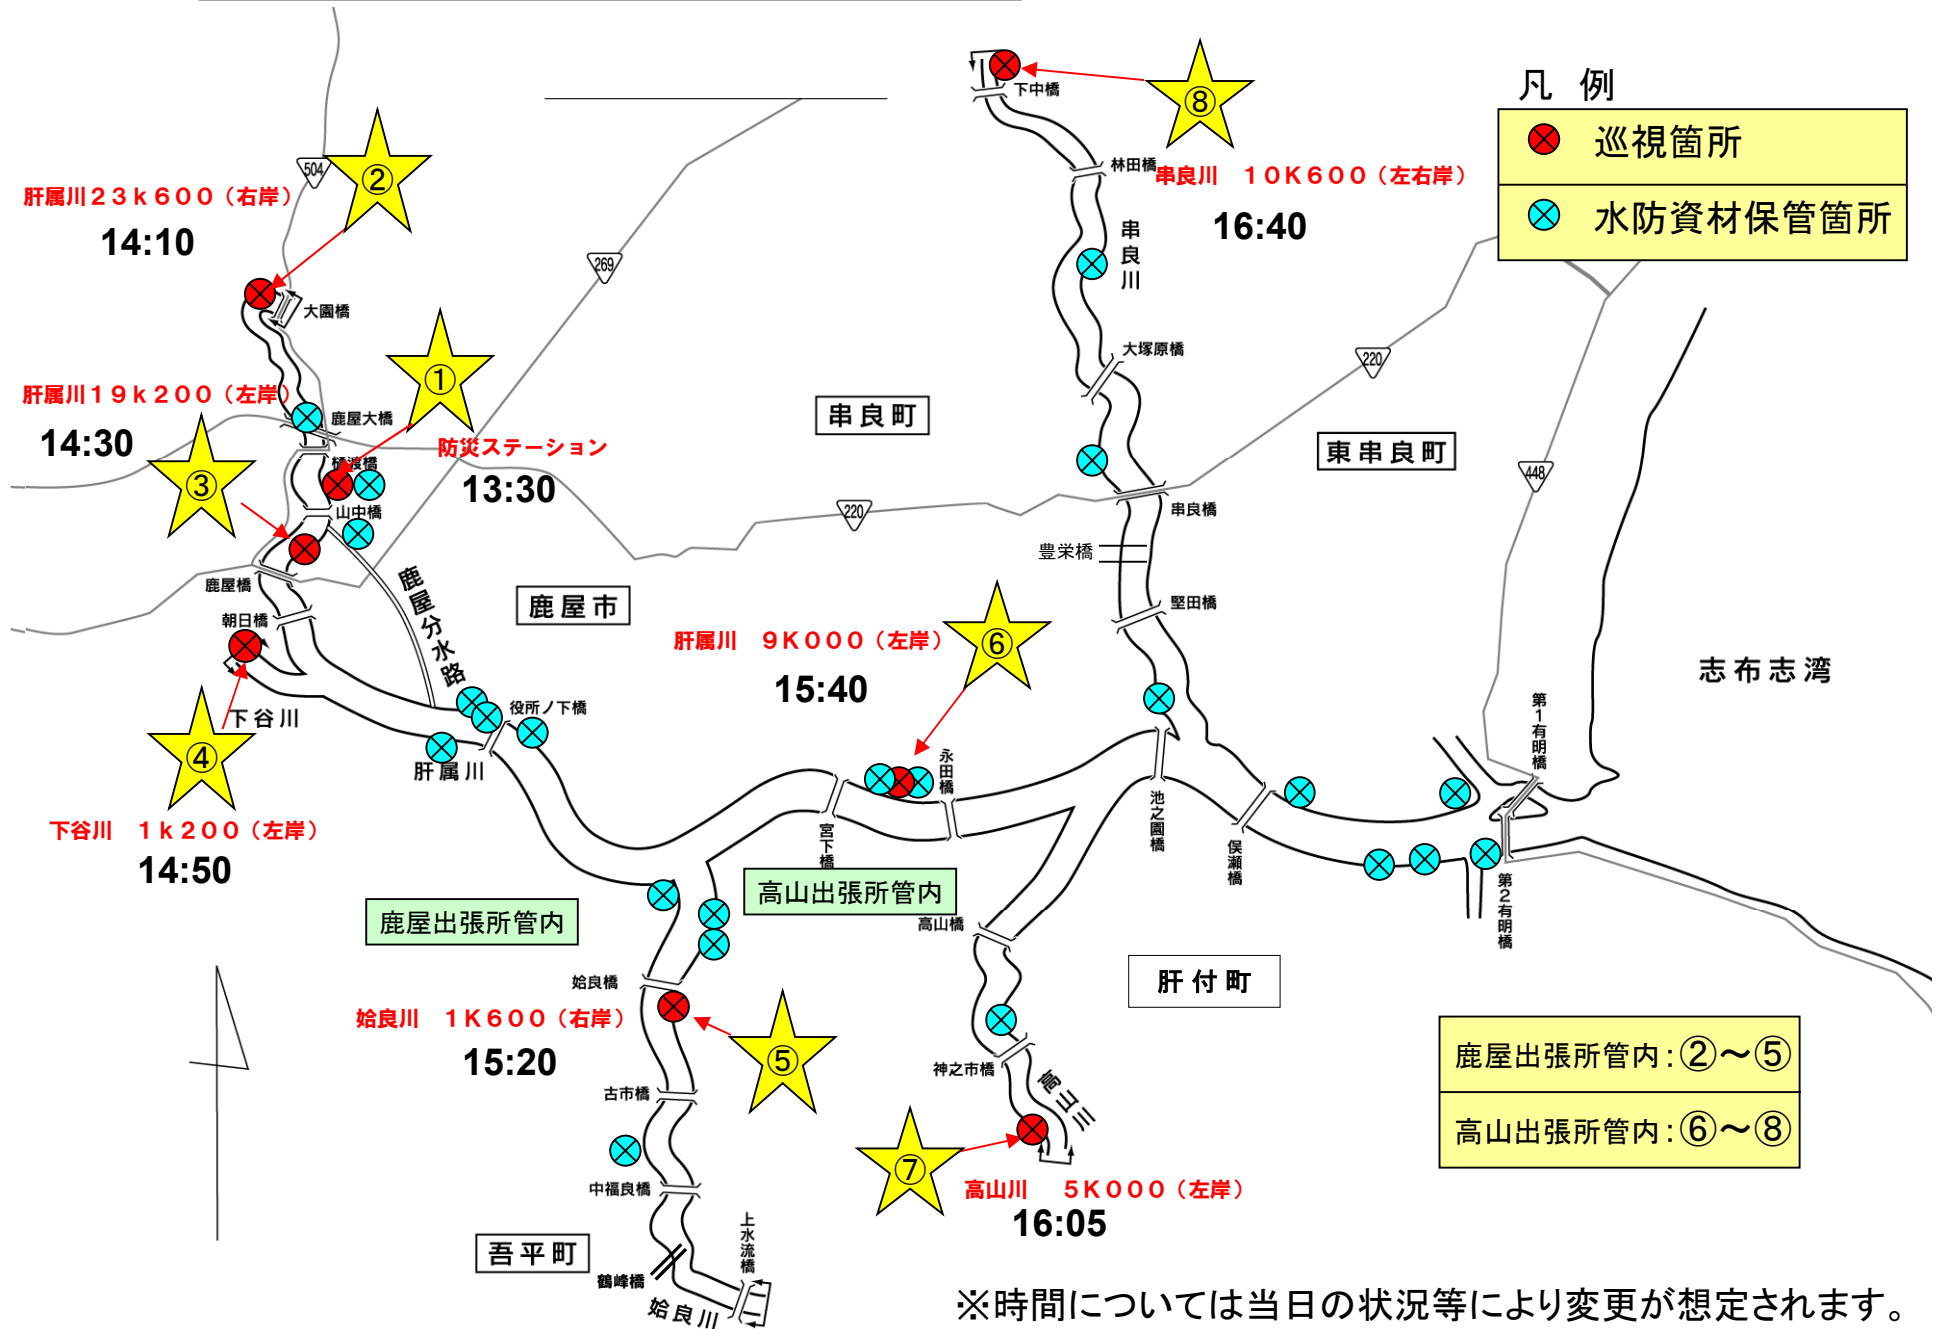 凡 例
巡視箇所
水防資材保管箇所
⑧
下中橋
林田橋
串良川 １０Ｋ６００（左右岸）
16:40
串良川
504
②
肝属川２３ｋ６００（右岸）
14:10
269
大園橋
①
大塚原橋
220
肝属川１９ｋ２００（左岸）
14:30
鹿屋大橋
串良町
東串良町
防災ステーション
13:30
樋渡橋
③
448
山中橋
220
串良橋
豊栄橋
鹿屋橋
鹿屋分水路
鹿屋市
堅田橋
朝日橋
肝属川 ９Ｋ０００（左岸）
15:40
⑥
志布志湾
下谷川
役所ノ下橋
第1有明橋
④
肝属川
永田橋
下谷川 １ｋ２００（左岸）
14:50
宮下橋
池之園橋
俣瀬橋
第2有明橋
鹿屋出張所管内
高山出張所管内
高山橋
肝付町
姶良橋
姶良川 １Ｋ６００（右岸）
15:20
⑤
神之市橋
高山川
古市橋
鹿屋出張所管内：②～⑤
高山出張所管内：⑥～⑧
⑦
中福良橋
高山川 ５Ｋ０００（左岸）
16:05
上水流橋
吾平町
鶴峰橋
姶良川
※時間については当日の状況等により変更が想定されます。